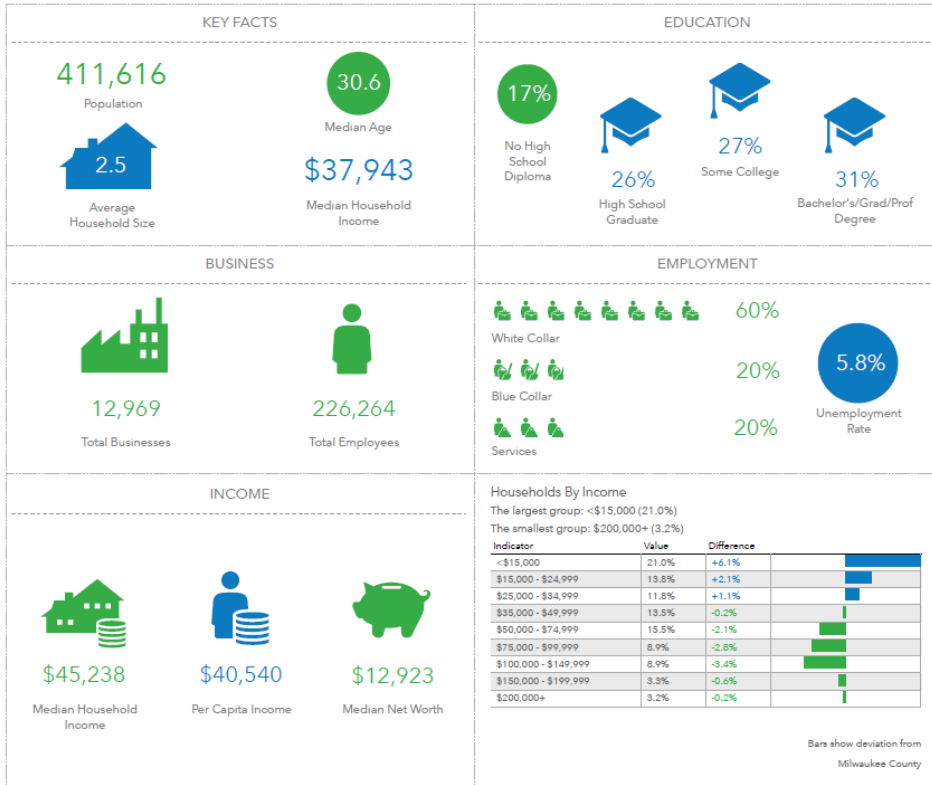 KEY FACTS
411,616
Population
30.6
Median Age
2.5
Average
Household Size
$37,943
Median Household
Income
EDUCATION
17%
No High
School
Diploma
26%
High School
Graduate
27%
Some College
31%
Bachelor's/Grad/Prof
Degree
BUSINESS
12,969
Total Businesses
226,264
Total Employees
EMPLOYMENT
60%
White Collar
20%
Blue Collar
20%
Services
5.8%
Unemployment
Rate
INCOME
$45,238
Median Household
Income
$40,540
Per Capita Income
$12,923
Median Net Worth
Households By Income
The largest group: <$15,000 (21.0%)
The smallest group: $200,000+ (3.2%)
Indicator Value Difference
<$15,000 21.0% +6.1%
$15,000 - $24,999 13.8% +2.1%
$25,000 - $34,999 11.8% +1.1%
$35,000 - $49,999 13.5% -0.2%
$50,000 - $74,999 15.5% -2.1%
$75,000 - $99,999 8.9% -2.8%
$100,000 - $149,999 8.9% -3.4%
$150,000 - $199,999 3.3% -0.6%
$200,000+ 3.2% -0.2%
Bars show deviation from
Milwaukee County